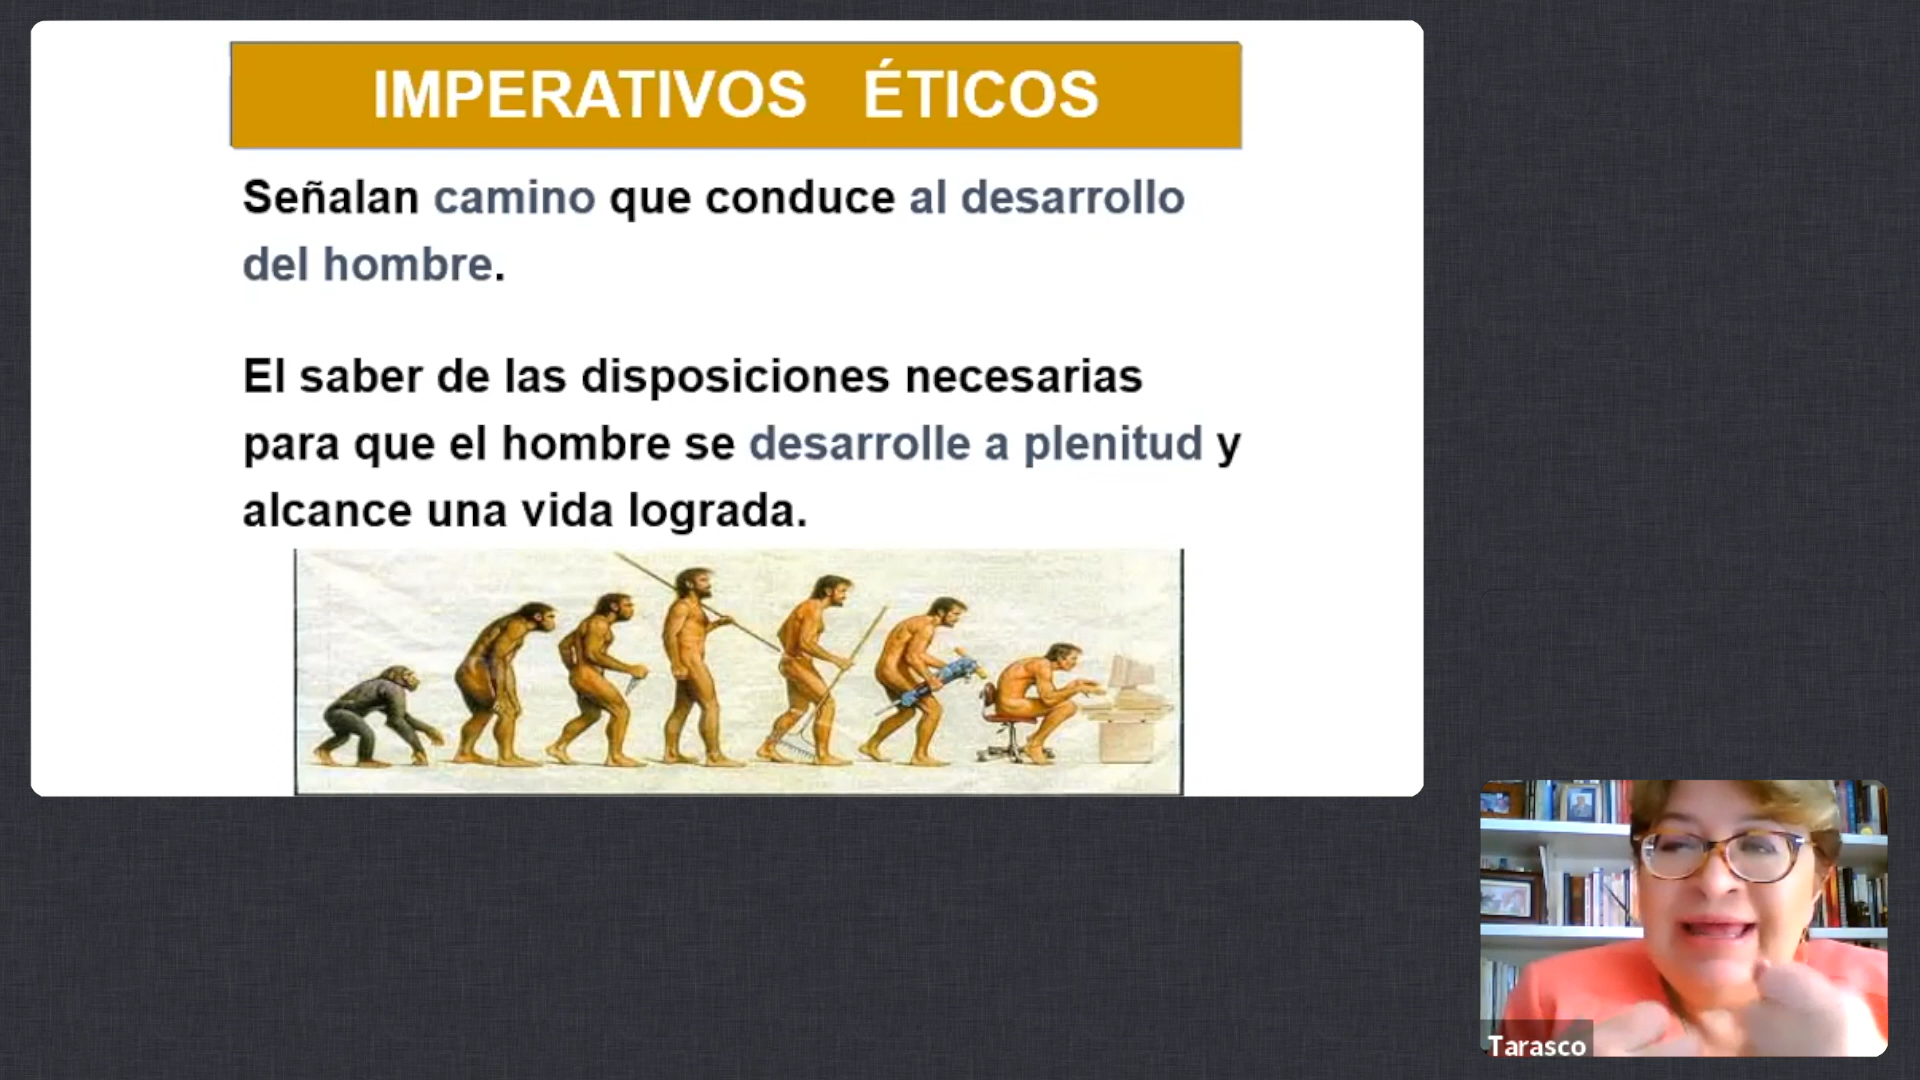 IMPERATIVOS ÉTICOS
Señalan camino que conduce al desarrollo
del hombre.
El saber de las disposiciones necesarias
para que el hombre se desarrolle a plenitud y
alcance una vida lograda.
Tarasco